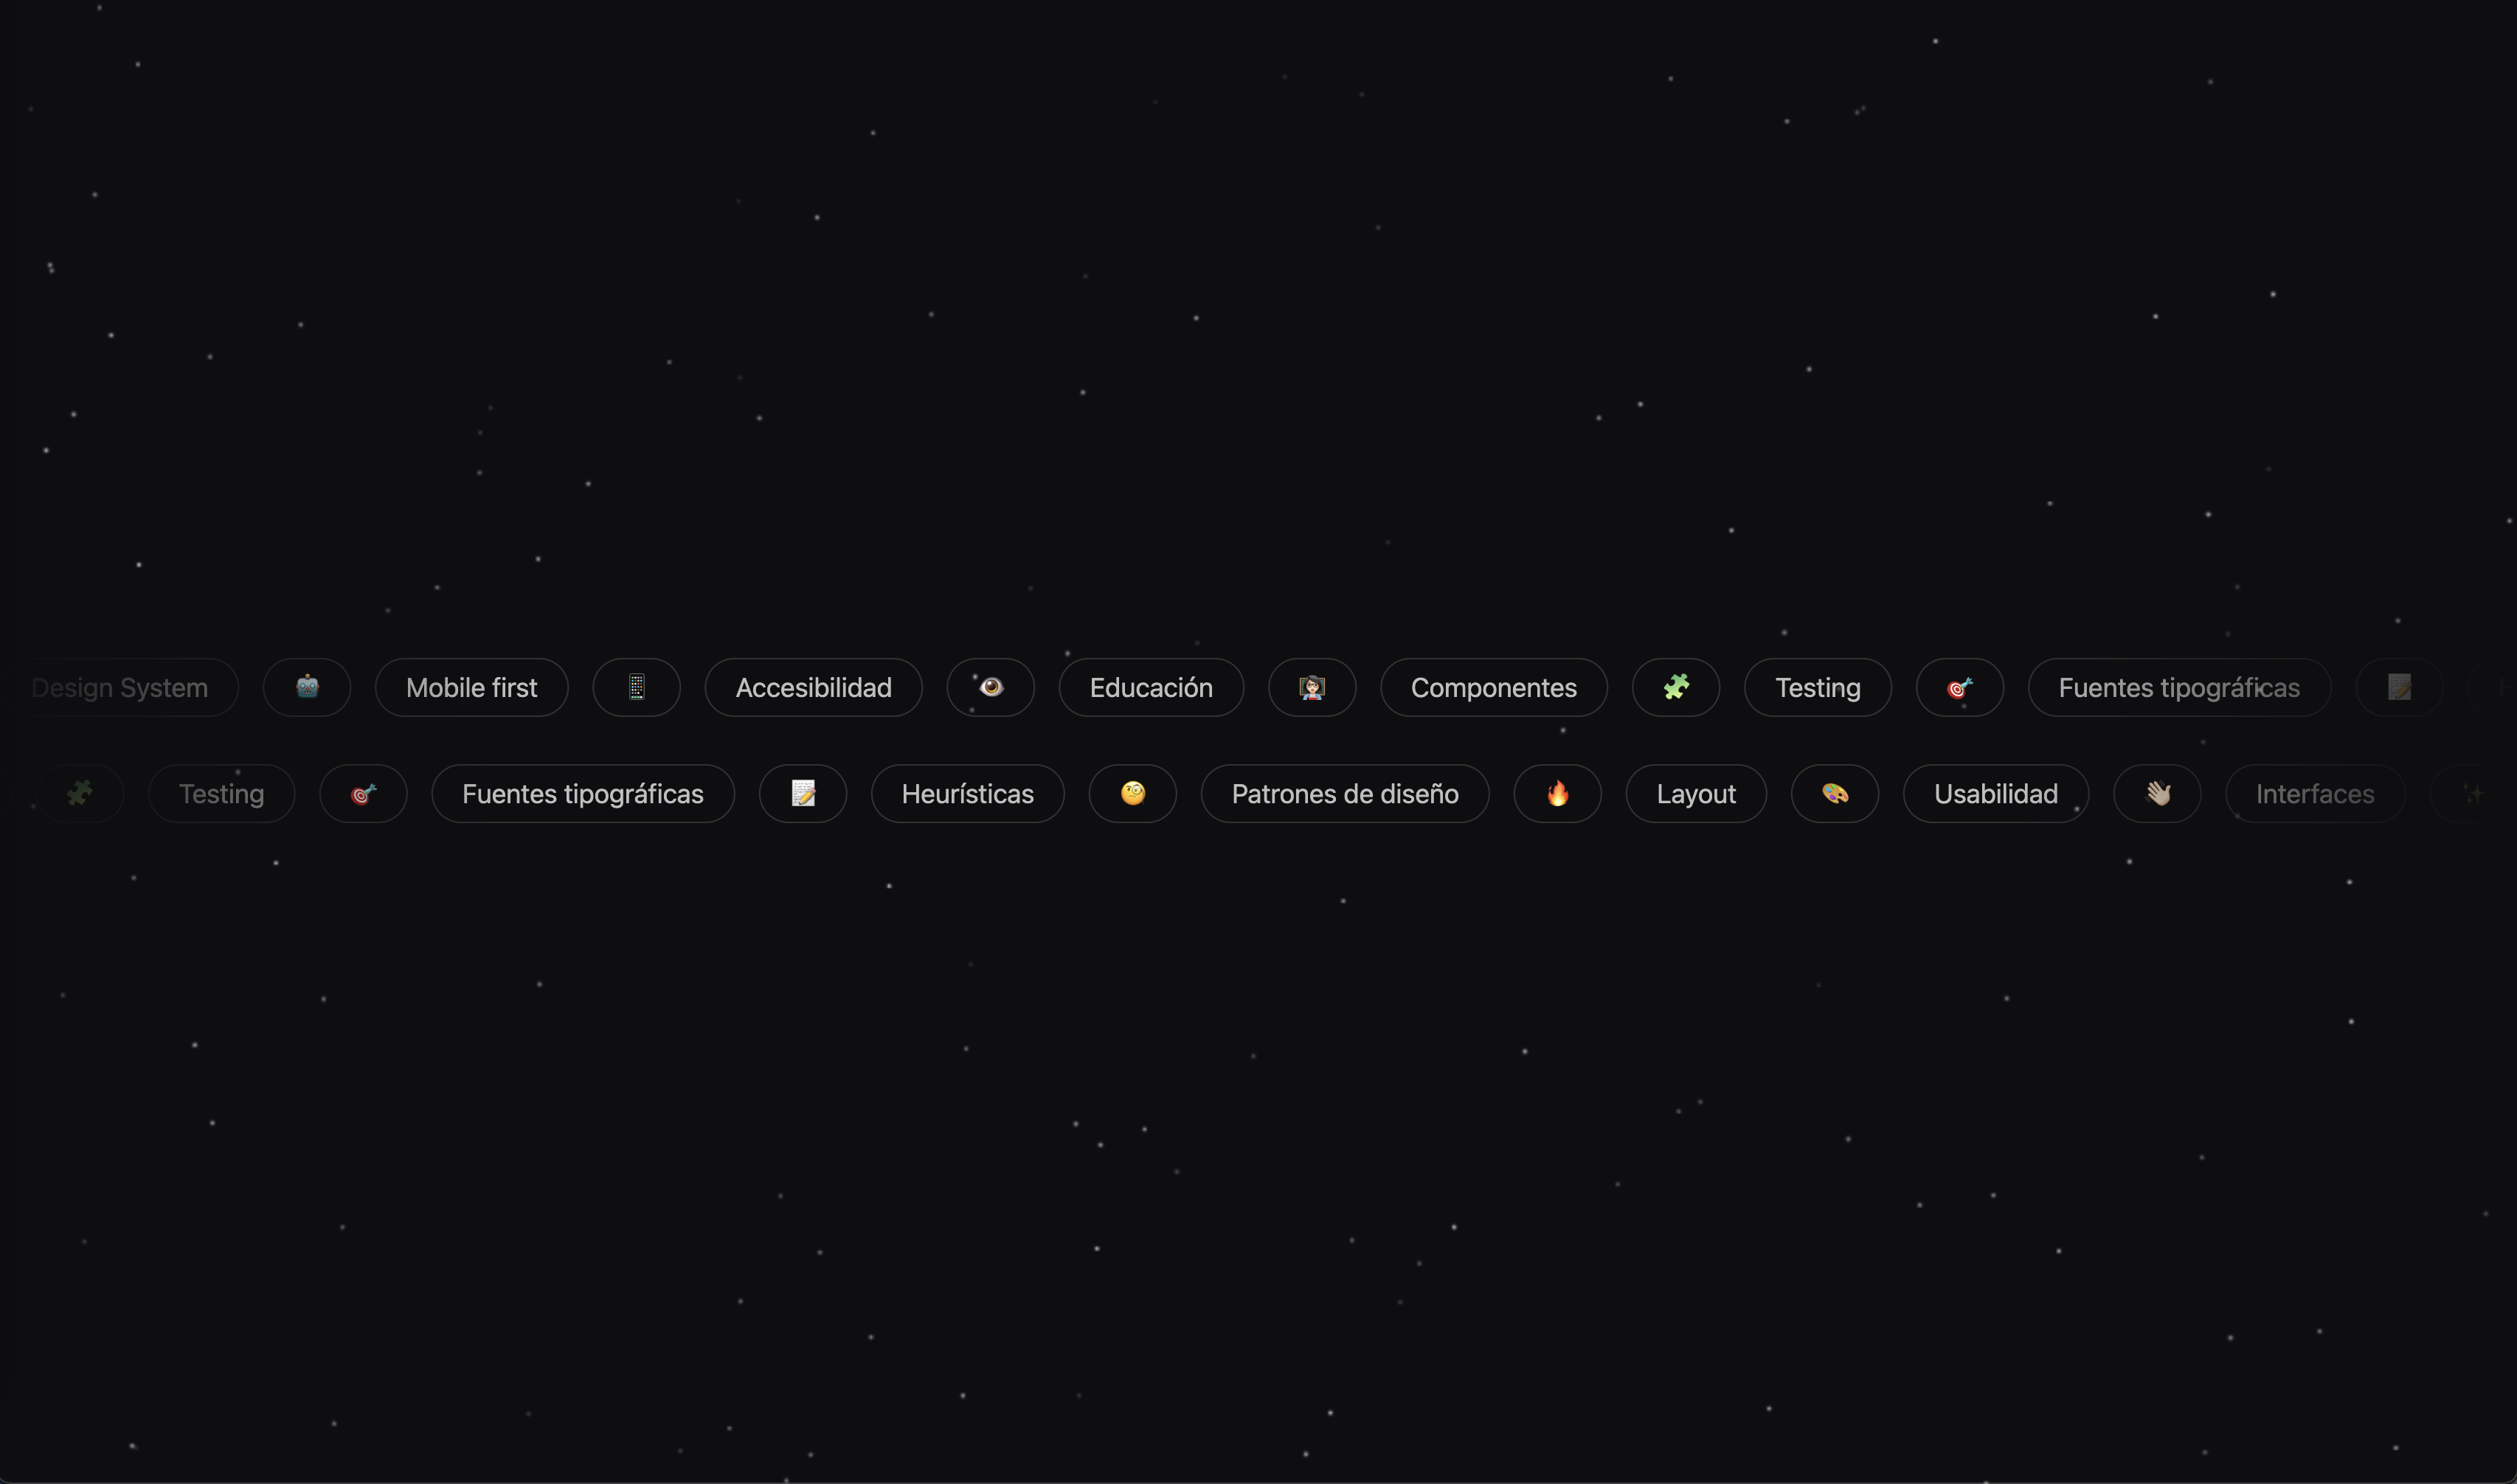 Design System 🤖 Mobile first 📱 Accesibilidad 👁️ Educación 👩🏻‍🏫 Componentes 🧩 Testing 🎯 Fuentes tipográficas 📝
🧩 Testing 🎯 Fuentes tipográficas 📝 Heurísticas 🧐 Patrones de diseño 🔥 Layout 🎨 Usabilidad 👋🏼 Interfaces ✨